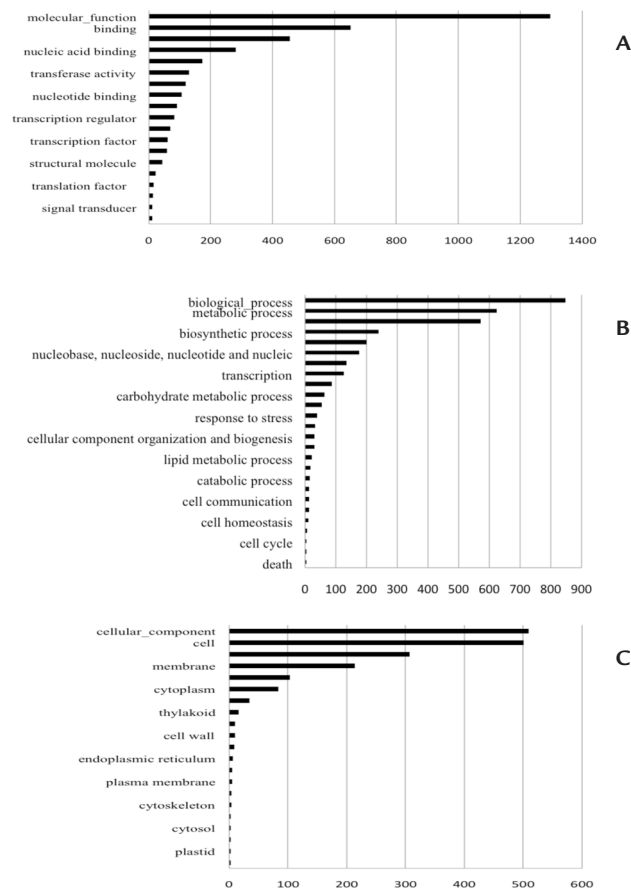 molecular_function
binding
nucleic acid binding
transferase activity
nucleotide binding
transcription regulator
transcription factor
structural molecule
translation factor
signal transducer
0 200 400 600 800 1000 1200 1400
A
biological_process
metabolic process
biosynthetic process
nucleobase, nucleoside, nucleotide and nucleic
transcription
carbohydrate metabolic process
response to stress
cellular component organization and biogenesis
lipid metabolic process
catabolic process
cell communication
cell homeostasis
cell cycle
death
0 100 200 300 400 500 600 700 800 900
B
cellular_component
cell
membrane
cytoplasm
thylakoid
cell wall
endoplasmic reticulum
plasma membrane
cytoskeleton
cytosol
plastid
0 100 200 300 400 500 600
C